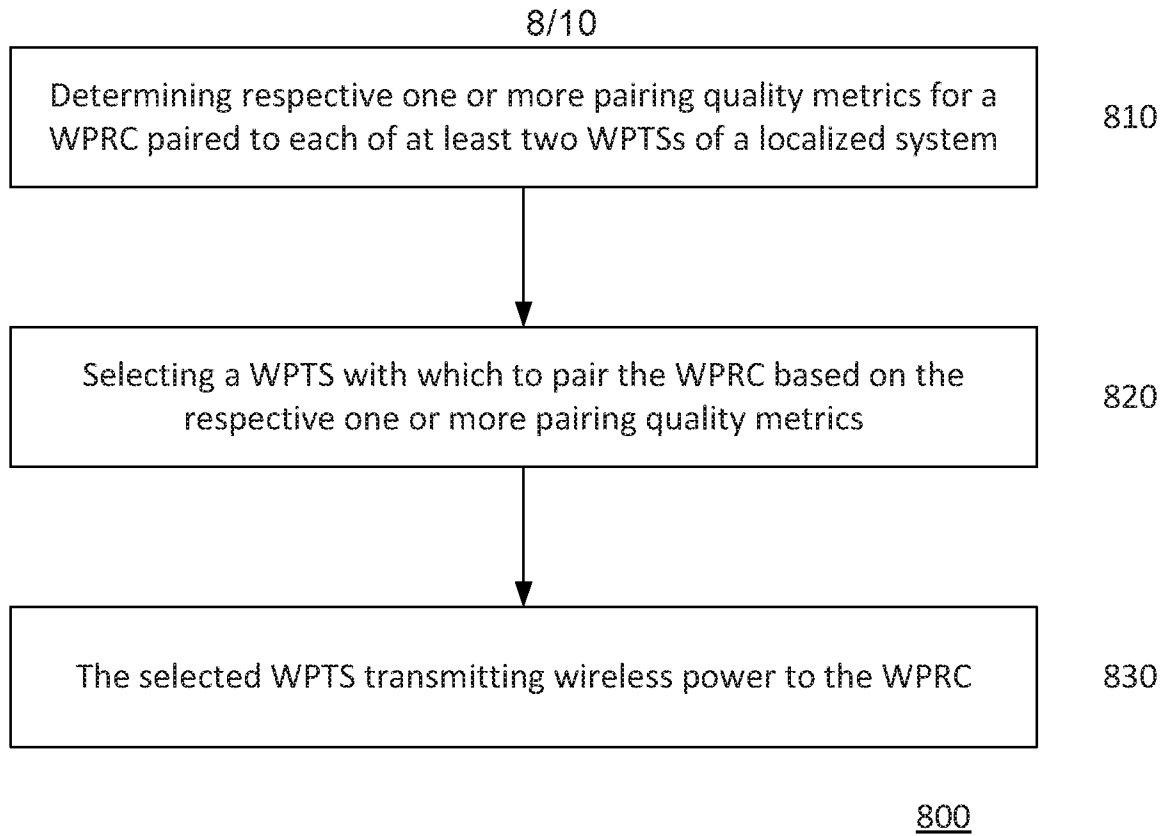 8/10
Determining respective one or more pairing quality metrics for a
WPRC paired to each of at least two WPTSs of a localized system
810
Selecting a WPTS with which to pair the WPRC based on the
respective one or more pairing quality metrics
820
The selected WPTS transmitting wireless power to the WPRC
830
800